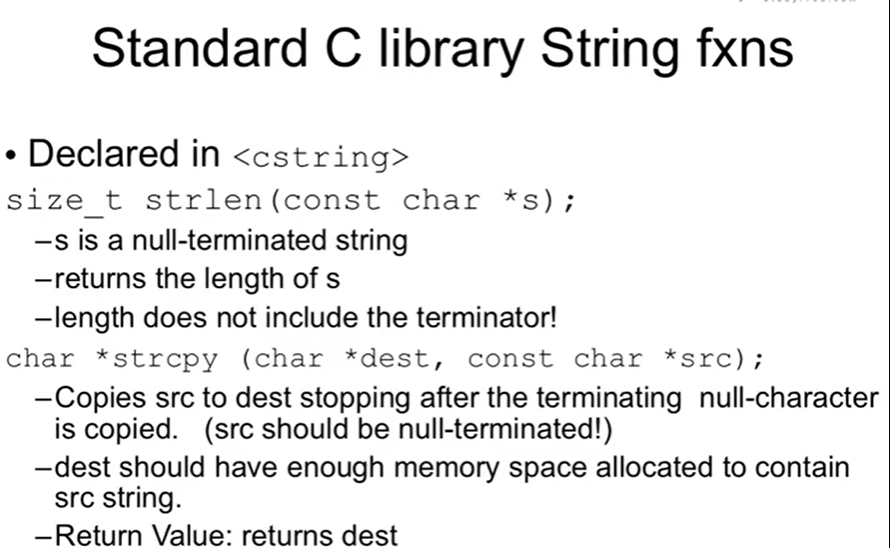 Standard C library String fxns
• Declared in <cstring>
size_t strlen(const char *s);
–s is a null-terminated string
–returns the length of s
–length does not include the terminator!
char *strcpy (char *dest, const char *src);
–Copies src to dest stopping after the terminating null-character
is copied. (src should be null-terminated!)
–dest should have enough memory space allocated to contain
src string.
–Return Value: returns dest